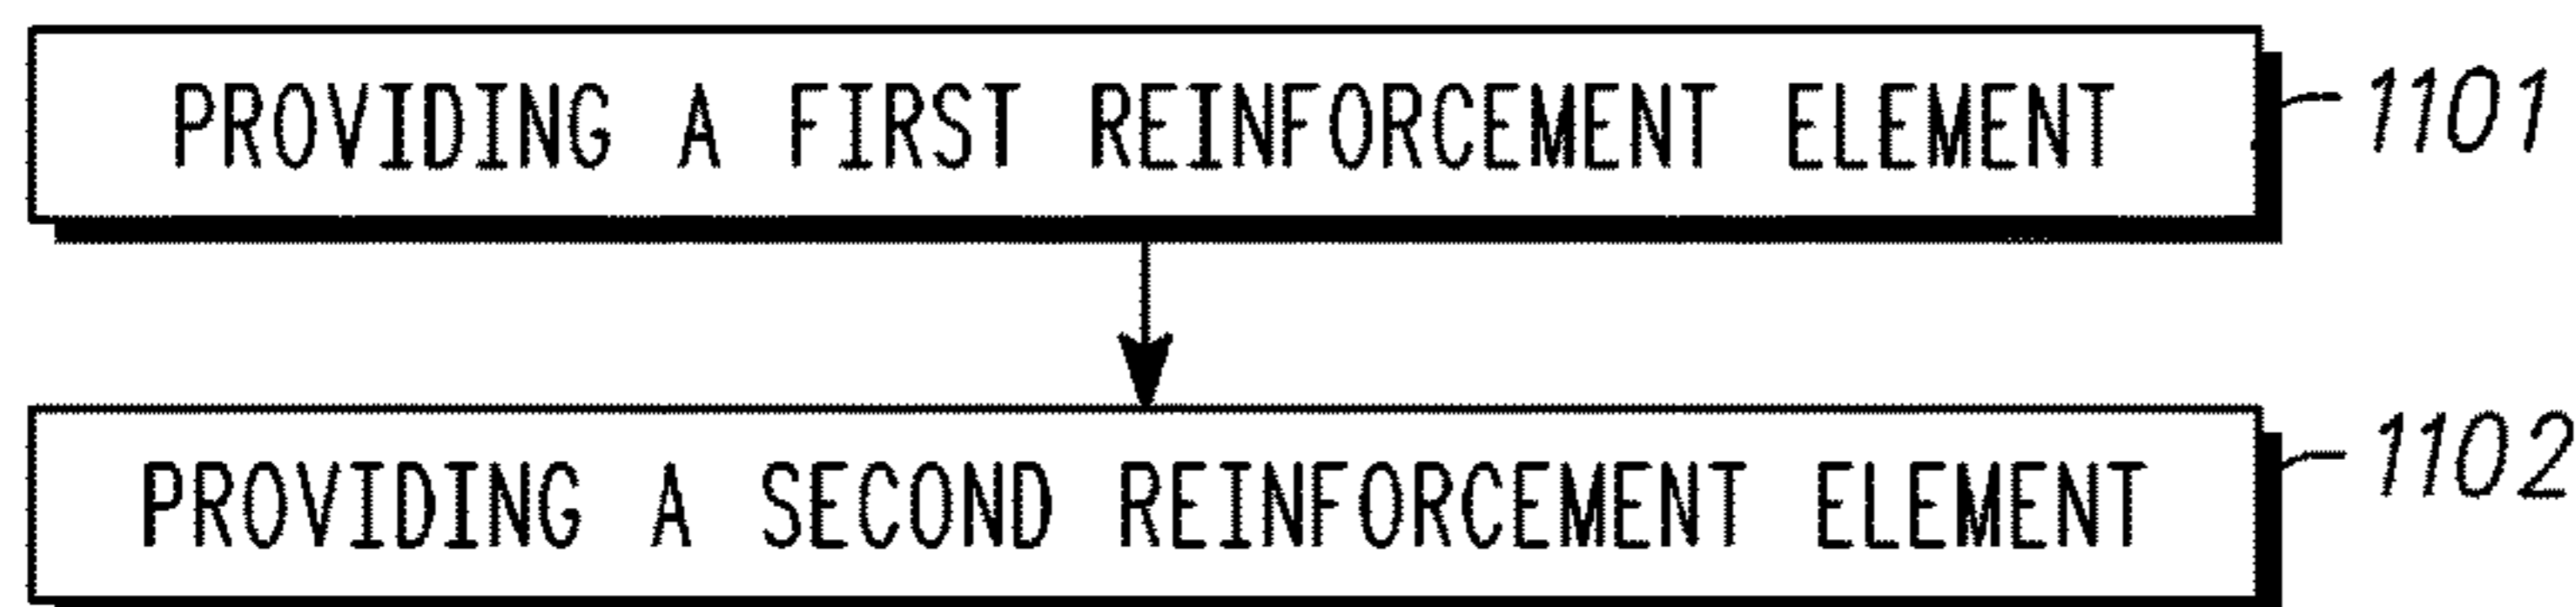 PROVIDING A FIRST REINFORCEMENT ELEMENT 1101
PROVIDING A SECOND REINFORCEMENT ELEMENT 1102